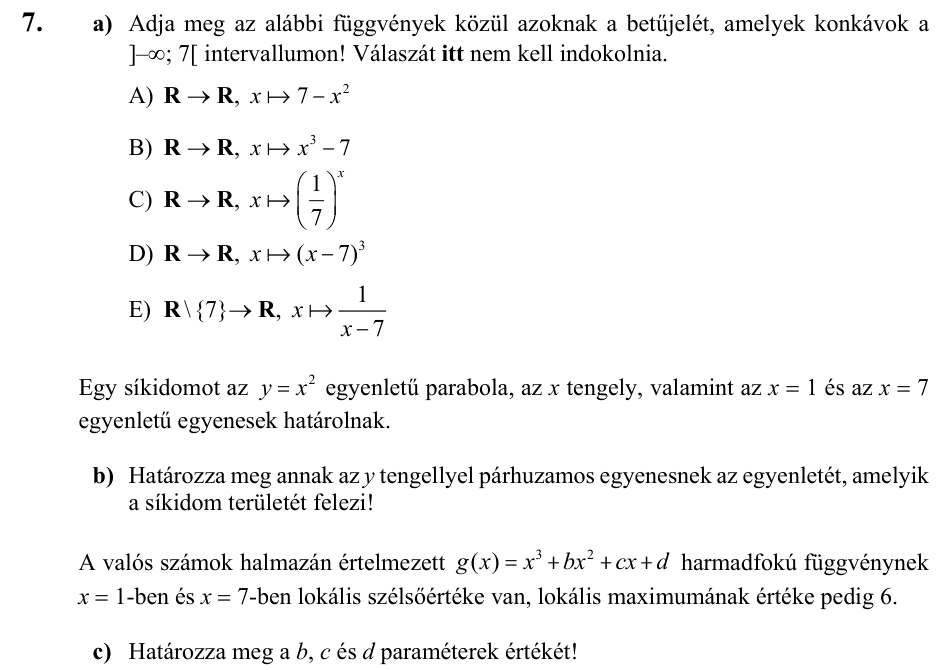 7. a) Adja meg az alábbi függvények közül azoknak a betűjelét, amelyek konkávok a
]–∞; 7[ intervallumon! Válaszát itt nem kell indokolnia.
A) R → R, x ↦ 7 – x²
B) R → R, x ↦ x³ – 7
C) R → R, x ↦ (1/7)ˣ
D) R → R, x ↦ (x – 7)³
E) R \ {7} → R, x ↦ 1/(x – 7)
Egy síkidomot az y = x² egyenletű parabola, az x tengely, valamint az x = 1 és az x = 7
egyenletű egyenesek határolnak.
b) Határozza meg annak az y tengellyel párhuzamos egyenesnek az egyenletét, amelyik
a síkidom területét felezi!
A valós számok halmazán értelmezett g(x) = x³ + bx² + cx + d harmadfokú függvénynek
x = 1-ben és x = 7-ben lokális szélsőértéke van, lokális maximumának értéke pedig 6.
c) Határozza meg a b, c és d paraméterek értékét!